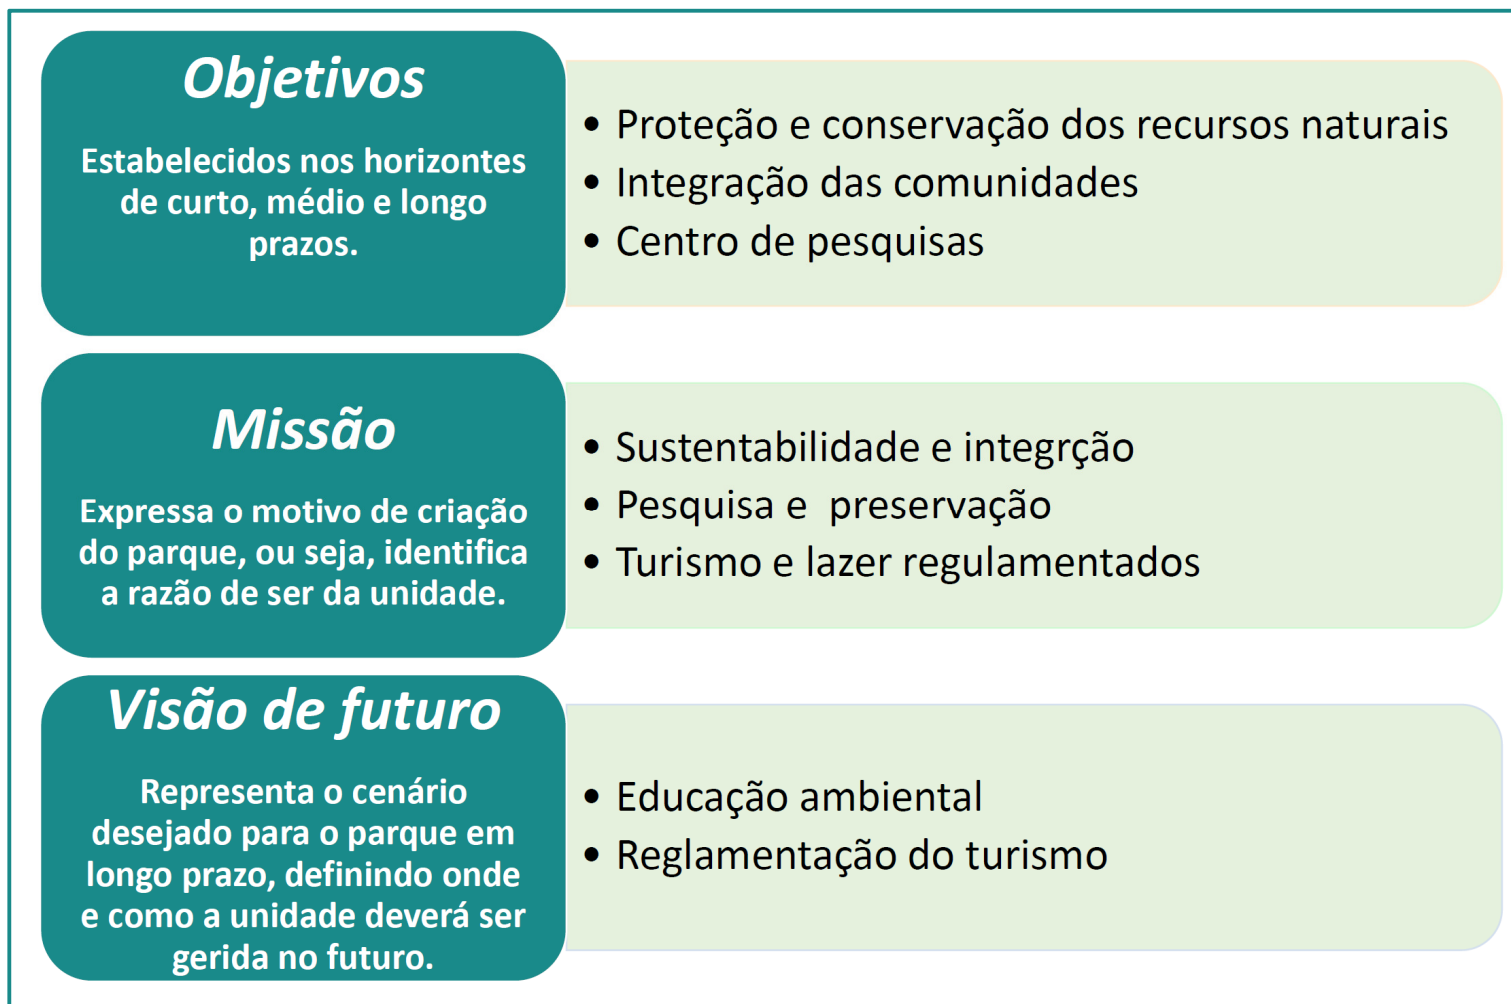 Objetivos
Estabelecidos nos horizontes
de curto, médio e longo
prazos.
• Proteção e conservação dos recursos naturais
• Integração das comunidades
• Centro de pesquisas
Missão
Expressa o motivo de criação
do parque, ou seja, identifica
a razão de ser da unidade.
• Sustentabilidade e integrção
• Pesquisa e  preservação
• Turismo e lazer regulamentados
Visão de futuro
Representa o cenário
desejado para o parque em
longo prazo, definindo onde
e como a unidade deverá ser
gerida no futuro.
• Educação ambiental
• Reglamentação do turismo